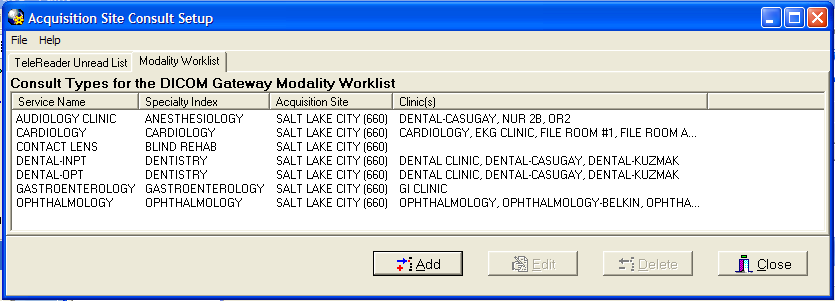 Acquisition Site Consult Setup
File Help
TeleReader Unread List Modality Worklist
Consult Types for the DICOM Gateway Modality Worklist
Service Name Specialty Index Acquisition Site Clinic(s)
AUDIOLOGY CLINIC ANESTHESIOLOGY SALT LAKE CITY (660) DENTAL-CASUGAY, NUR 2B, OR2
CARDIOLOGY CARDIOLOGY SALT LAKE CITY (660) CARDIOLOGY, EKG CLINIC, FILE ROOM #1, FILE ROOM A...
CONTACT LENS BLIND REHAB SALT LAKE CITY (660)
DENTAL-INPT DENTISTRY SALT LAKE CITY (660) DENTAL CLINIC, DENTAL-CASUGAY, DENTAL-KUZMAK
DENTAL-OPT DENTISTRY SALT LAKE CITY (660) DENTAL CLINIC, DENTAL-CASUGAY, DENTAL-KUZMAK
GASTROENTEROLOGY GASTROENTEROLOGY SALT LAKE CITY (660) GI CLINIC
OPHTHALMOLOGY OPHTHALMOLOGY SALT LAKE CITY (660) OPHTHALMOLOGY, OPHTHALMOLOGY-BELKIN, OPHTHA...
Add Edit Delete Close